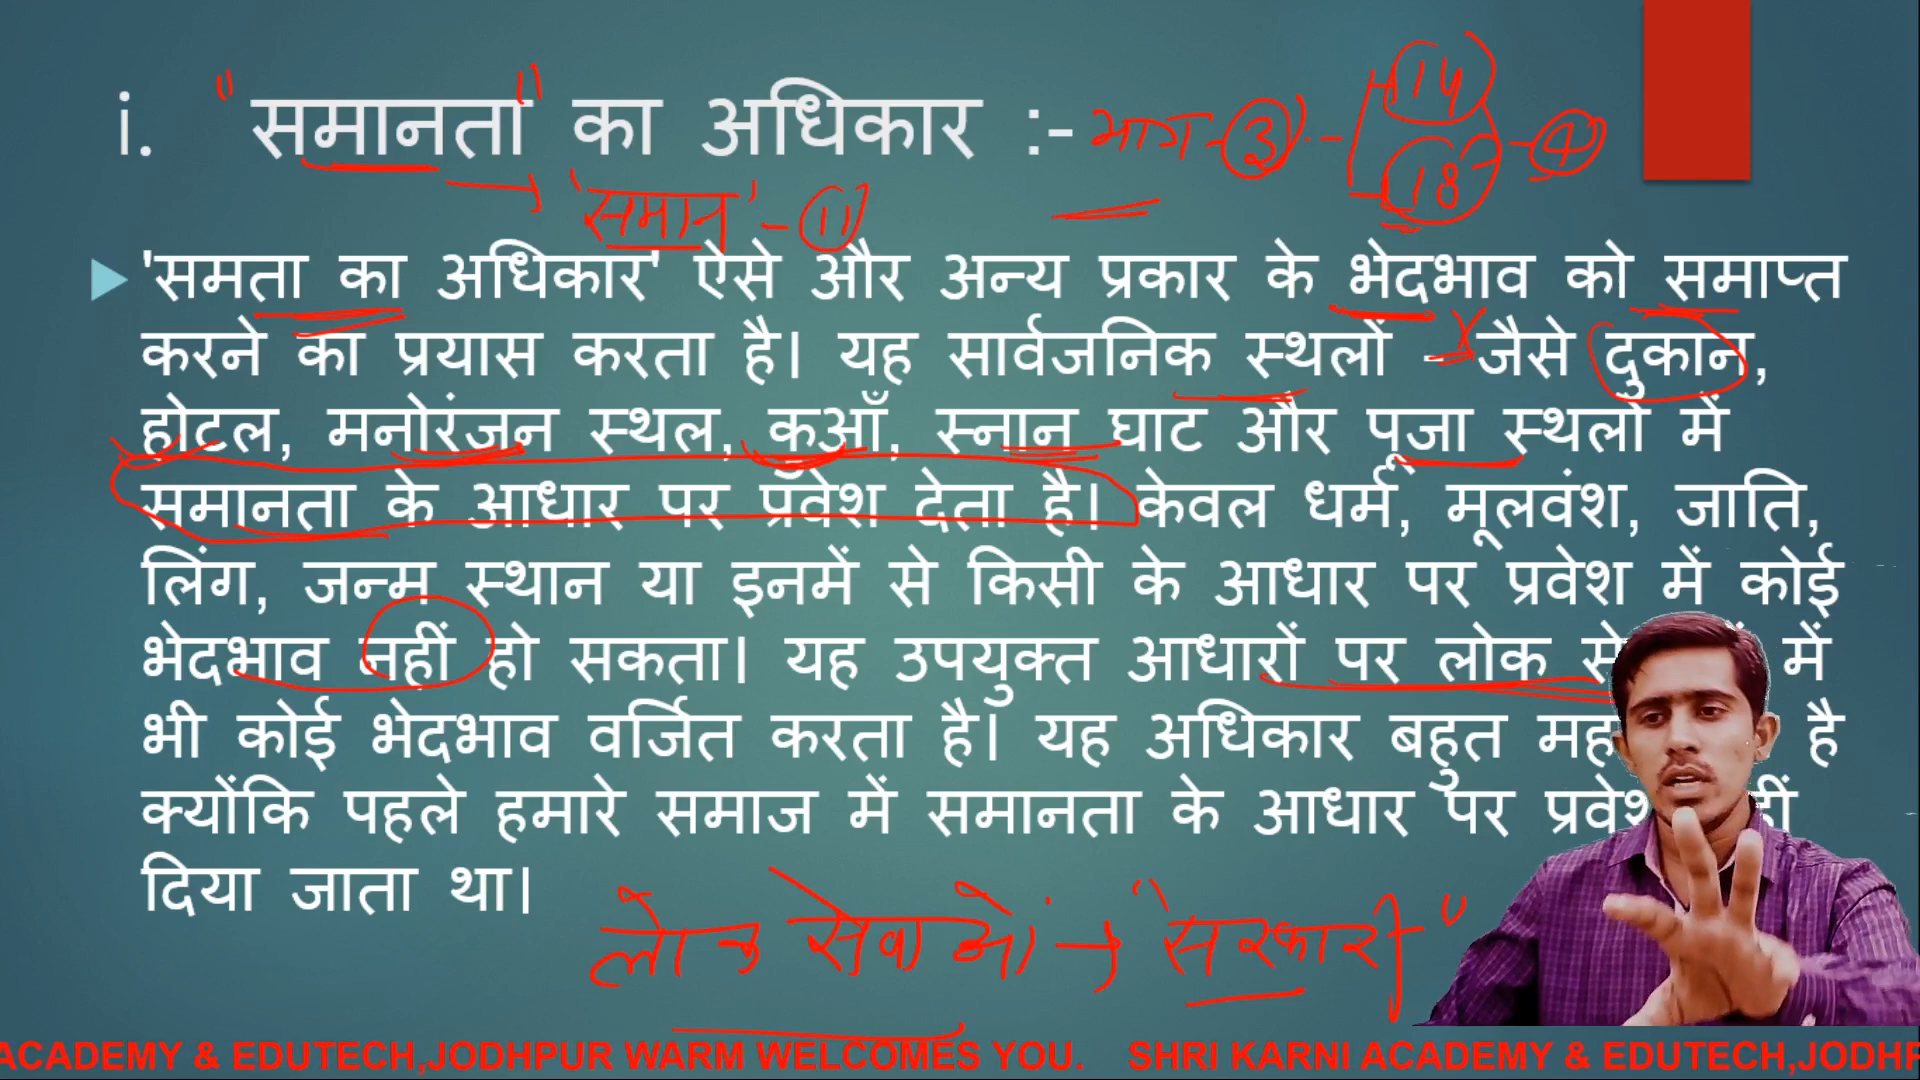 i. "समानता" का अधिकार :- भाग-③ - 14 18 - ④
→ 'समान' - ⑪
'समता का अधिकार' ऐसे और अन्य प्रकार के भेदभाव को समाप्त
करने का प्रयास करता है। यह सार्वजनिक स्थलों - जैसे दुकान,
होटल, मनोरंजन स्थल, कुआँ, स्नान घाट और पूजा स्थलों में
समानता के आधार पर प्रवेश देता है। केवल धर्म, मूलवंश, जाति,
लिंग, जन्म स्थान या इनमें से किसी के आधार पर प्रवेश में कोई
भेदभाव नहीं हो सकता। यह उपयुक्त आधारों पर लोक में
भी कोई भेदभाव वर्जित करता है। यह अधिकार बहुत है
क्योंकि पहले हमारे समाज में समानता के आधार पर
दिया जाता था।
लोक सेवाओं → "सरकारी"
ACADEMY & EDUTECH,JODHPUR WARM WELCOMES YOU. SHRI KARNI ACADEMY & EDUTECH,JODHP